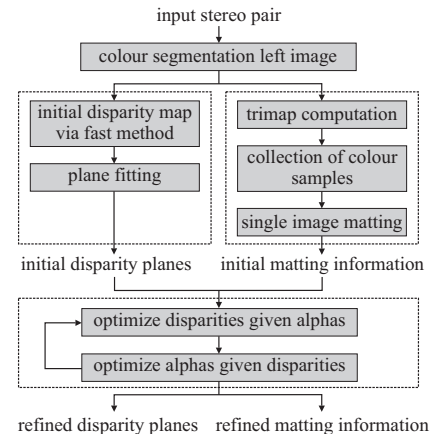 input stereo pair
colour segmentation left image
initial disparity map
via fast method
plane fitting
trimap computation
collection of colour
samples
single image matting
initial disparity planes
initial matting information
optimize disparities given alphas
optimize alphas given disparities
refined disparity planes
refined matting information